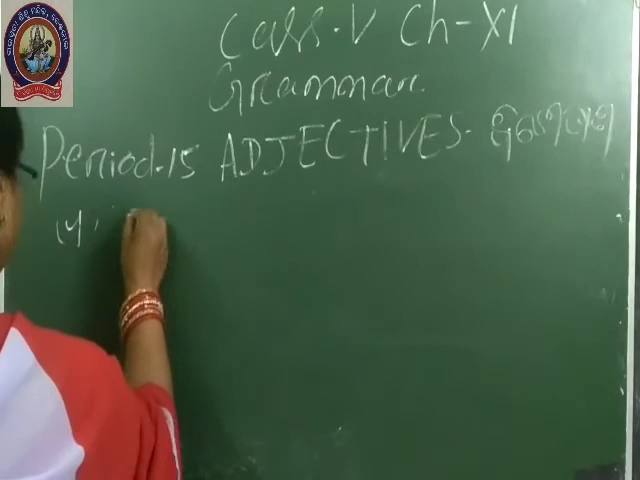 Class-V Ch-XI
Grammar
Period-15 ADJECTIVES- ବିଶେଷଣ